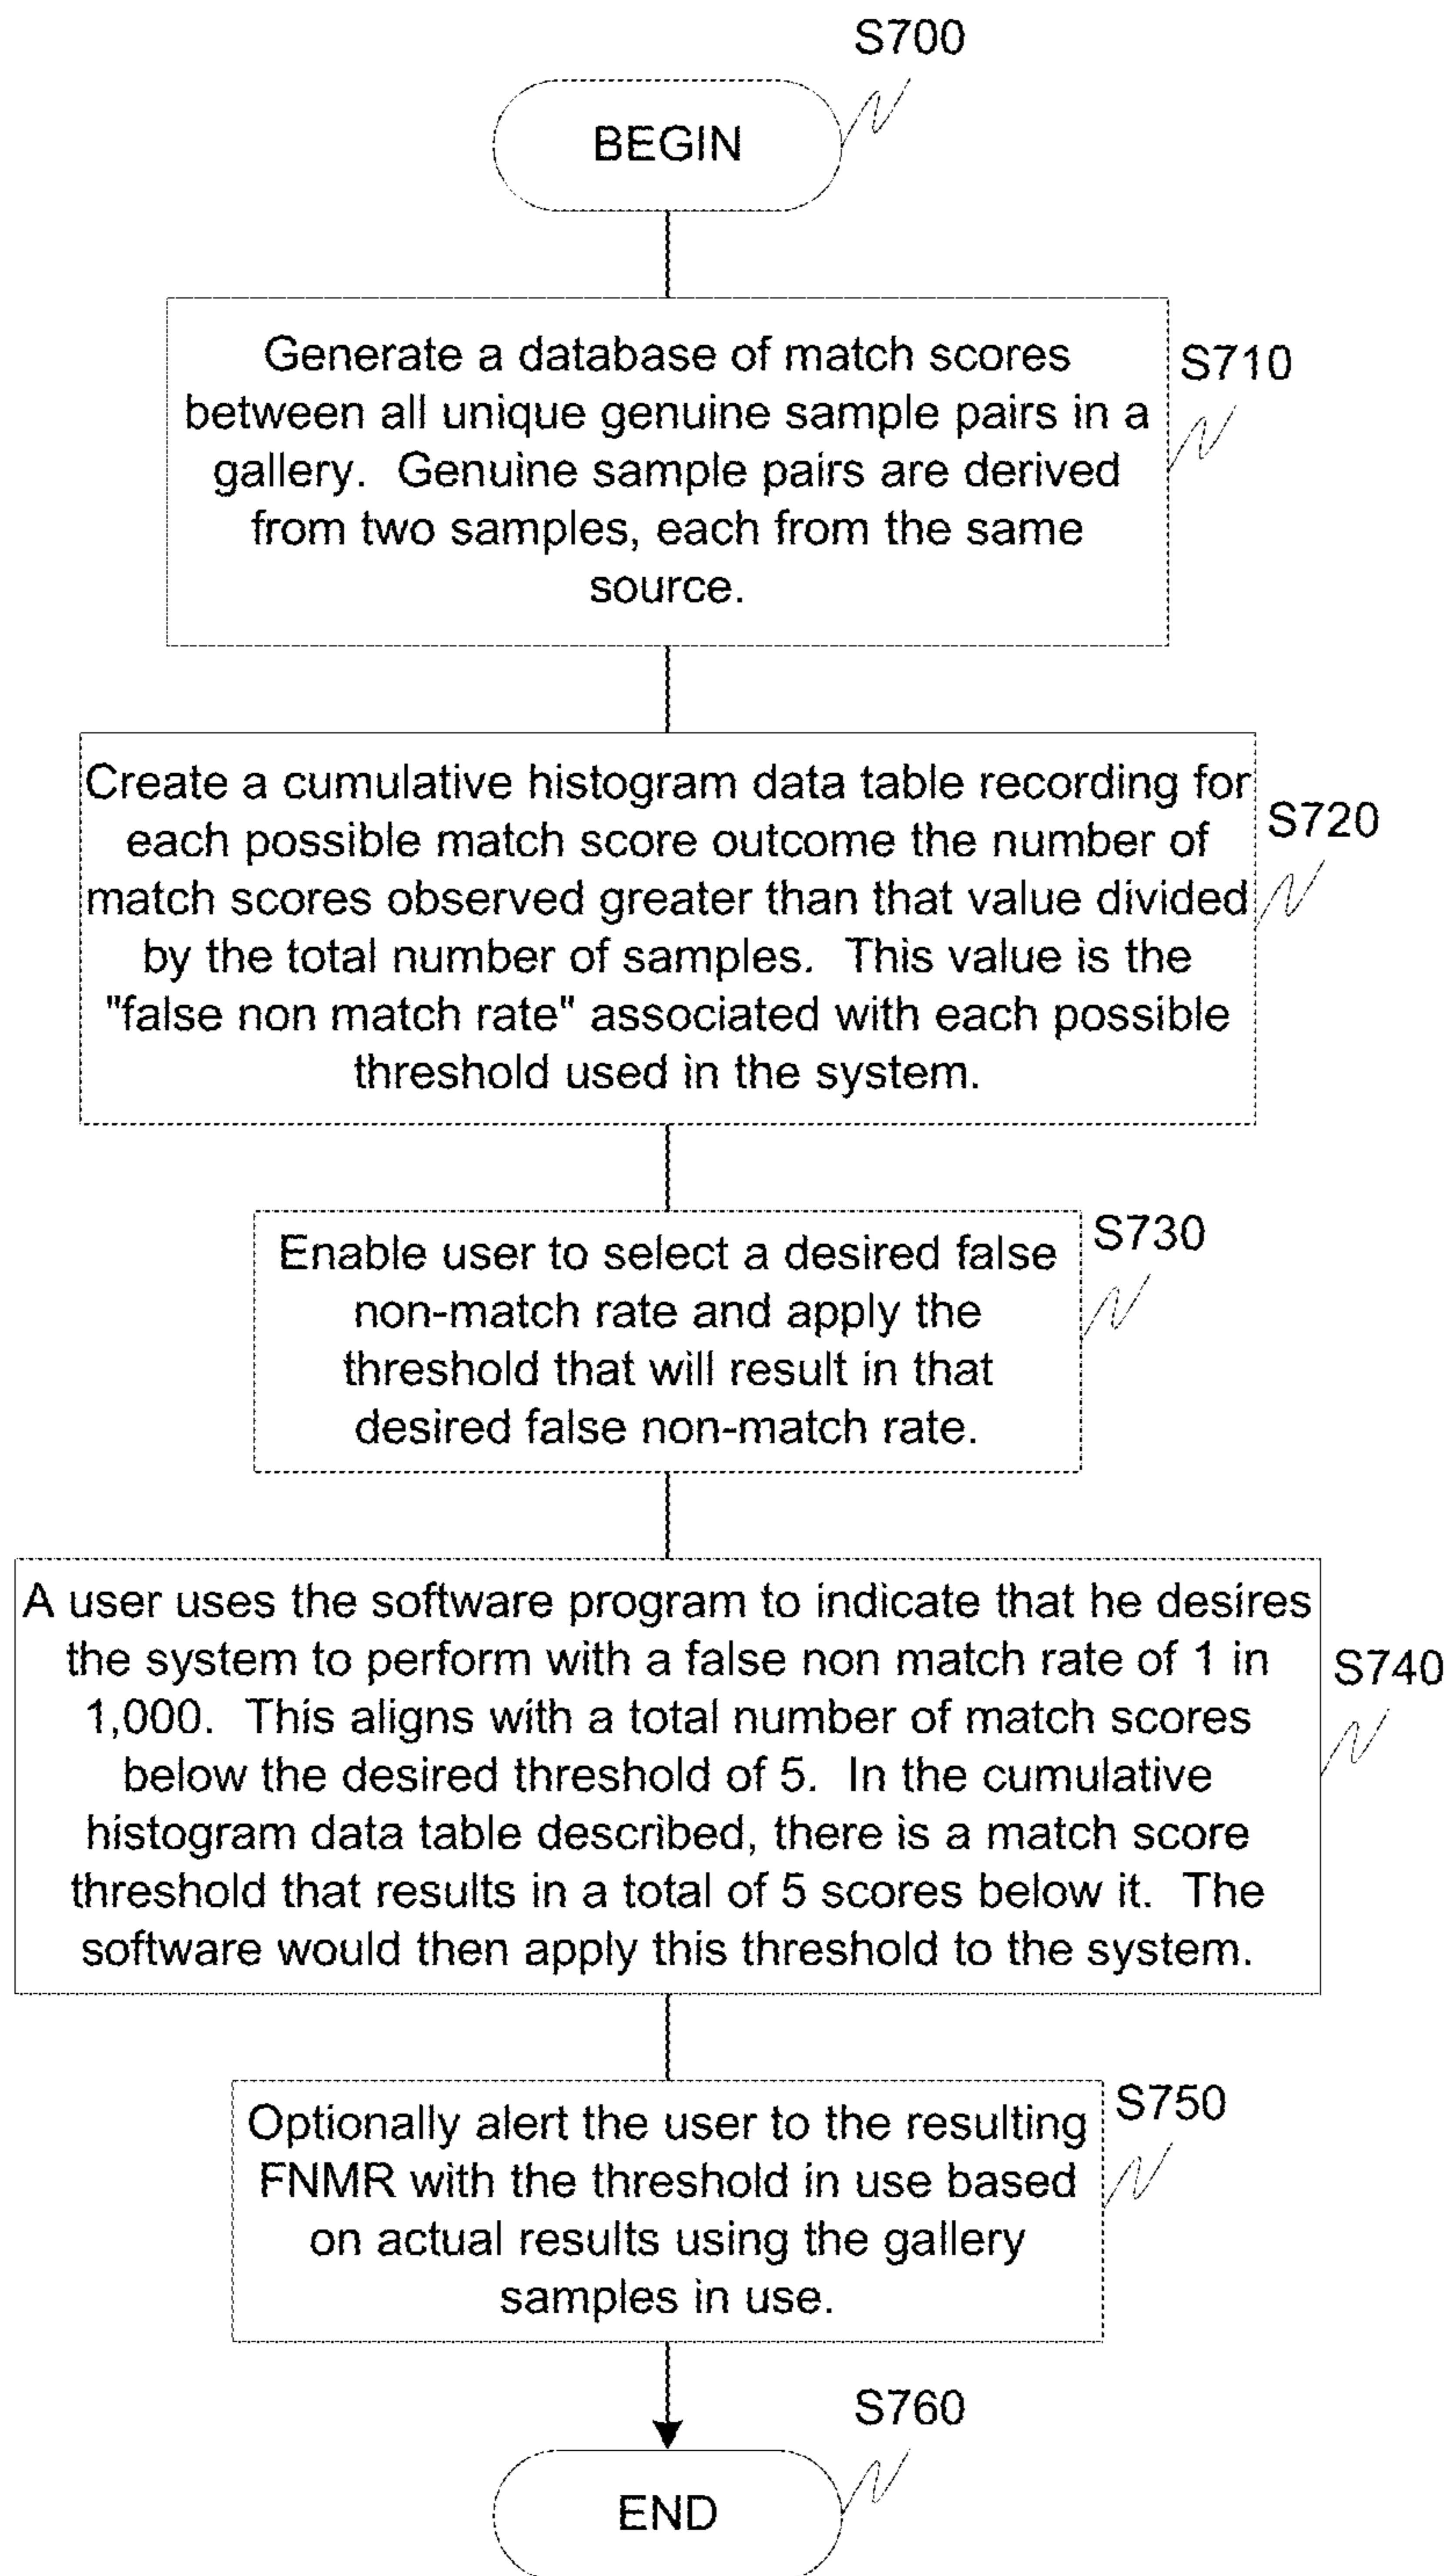 S700
BEGIN
Generate a database of match scores
between all unique genuine sample pairs in a
gallery.  Genuine sample pairs are derived
from two samples, each from the same
source.
S710
Create a cumulative histogram data table recording for
each possible match score outcome the number of
match scores observed greater than that value divided
by the total number of samples.  This value is the
"false non match rate" associated with each possible
threshold used in the system.
S720
Enable user to select a desired false
non-match rate and apply the
threshold that will result in that
desired false non-match rate.
S730
A user uses the software program to indicate that he desires
the system to perform with a false non match rate of 1 in
1,000.  This aligns with a total number of match scores
below the desired threshold of 5.  In the cumulative
histogram data table described, there is a match score
threshold that results in a total of 5 scores below it.  The
software would then apply this threshold to the system.
S740
Optionally alert the user to the resulting
FNMR with the threshold in use based
on actual results using the gallery
samples in use.
S750
S760
END